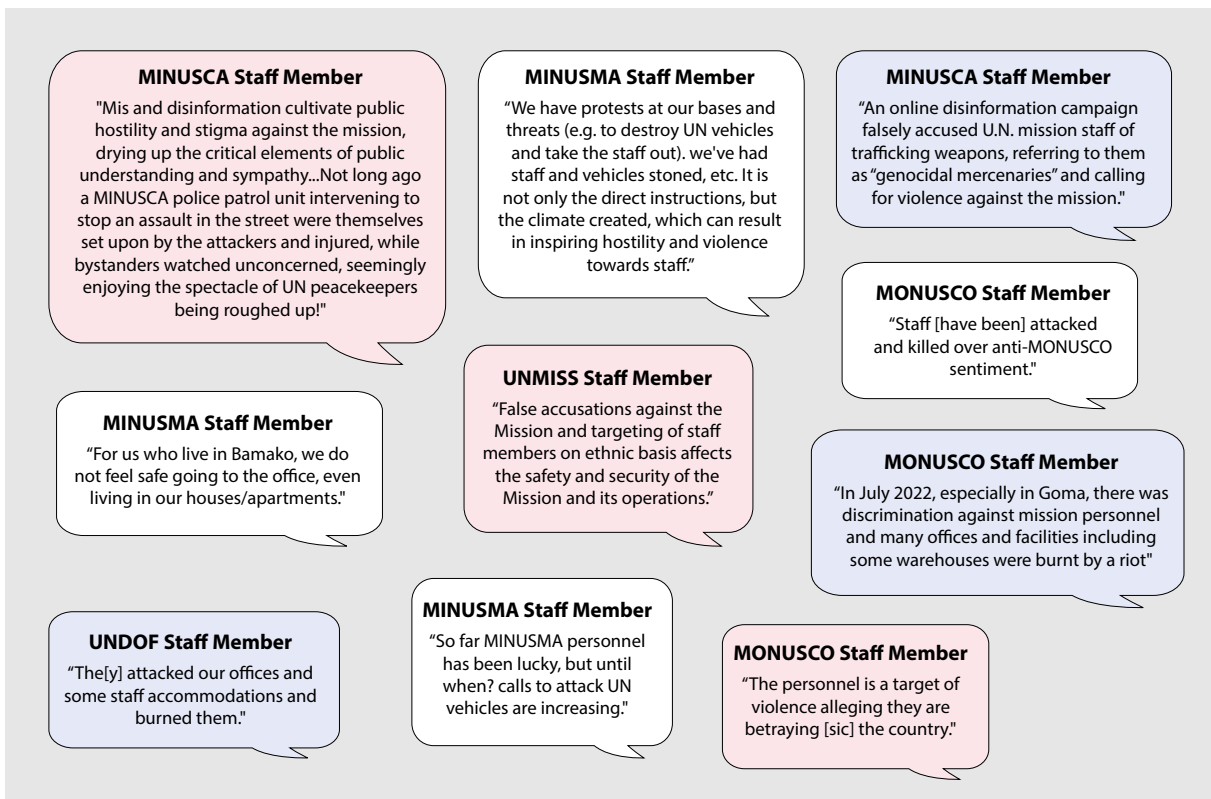 MINUSCA Staff Member
"Mis and disinformation cultivate public
hostility and stigma against the mission,
drying up the critical elements of public
understanding and sympathy...Not long ago
a MINUSCA police patrol unit intervening to
stop an assault in the street were themselves
set upon by the attackers and injured, while
bystanders watched unconcerned, seemingly
enjoying the spectacle of UN peacekeepers
being roughed up!"
MINUSMA Staff Member
“We have protests at our bases and
threats (e.g. to destroy UN vehicles
and take the staff out). we've had
staff and vehicles stoned, etc. It is
not only the direct instructions, but
the climate created, which can result
in inspiring hostility and violence
towards staff.”
MINUSCA Staff Member
“An online disinformation campaign
falsely accused U.N. mission staff of
trafficking weapons, referring to them
as “genocidal mercenaries” and calling
for violence against the mission."
MONUSCO Staff Member
“Staff [have been] attacked
and killed over anti-MONUSCO
sentiment."
UNMISS Staff Member
“False accusations against the
Mission and targeting of staff
members on ethnic basis affects
the safety and security of the
Mission and its operations.”
MINUSMA Staff Member
“For us who live in Bamako, we do
not feel safe going to the office, even
living in our houses/apartments."
MONUSCO Staff Member
“In July 2022, especially in Goma, there was
discrimination against mission personnel
and many offices and facilities including
some warehouses were burnt by a riot"
UNDOF Staff Member
“The[y] attacked our offices and
some staff accommodations and
burned them."
MINUSMA Staff Member
“So far MINUSMA personnel
has been lucky, but until
when? calls to attack UN
vehicles are increasing."
MONUSCO Staff Member
“The personnel is a target of
violence alleging they are
betraying [sic] the country."